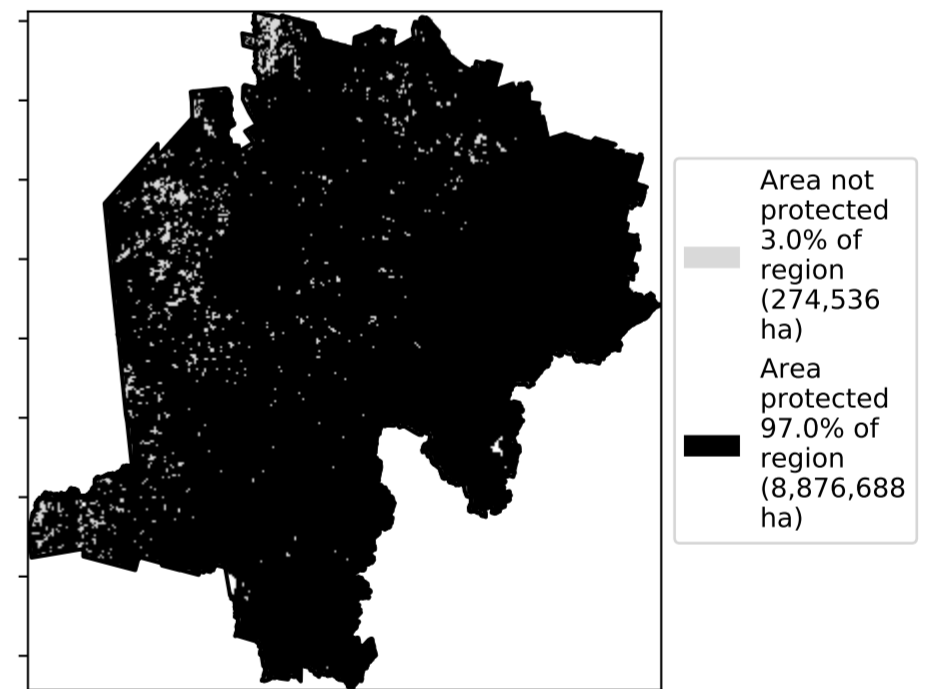 Area not
protected
3.0% of
region
(274,536
ha)
Area
protected
97.0% of
region
(8,876,688
ha)